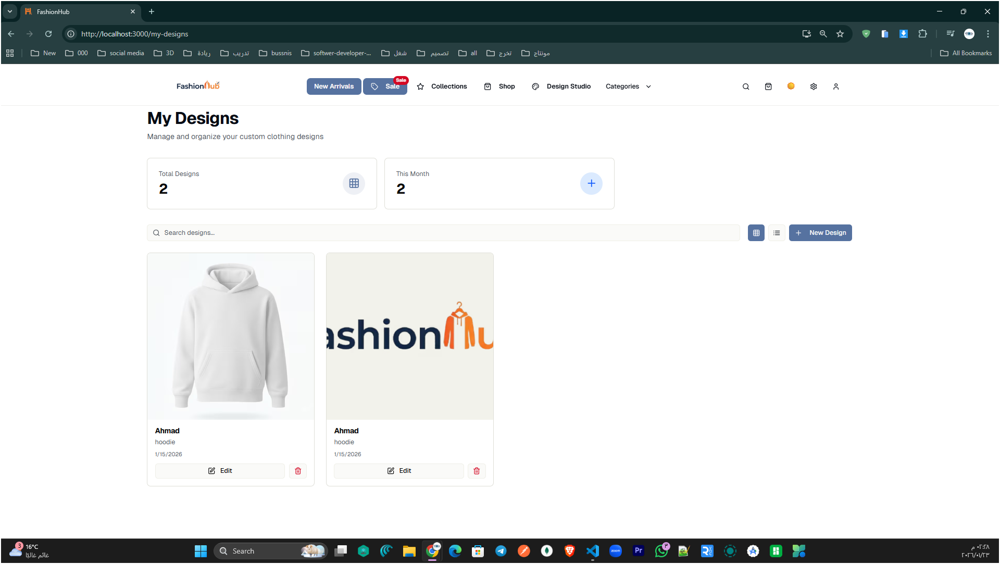 FashionHub
http://localhost:3000/my-designs
New
000
social media
3D
ريادة
تدريب
bussnis
softwer-developer-...
شغل
تصميم
all
تخرج
مونتاج
All Bookmarks
FashionHub
New Arrivals
Sale
Sale
Collections
Shop
Design Studio
Categories
My Designs
Manage and organize your custom clothing designs
Total Designs
2
This Month
2
Search designs...
New Design
ashionHu
Ahmad
hoodie
1/15/2026
Edit
Ahmad
hoodie
1/15/2026
Edit
3
16°C
غائم غالبًا
Search
zoom
Pr
٣
٠٢:٢٨ م
٢٠٢٦/٠١/٢٣